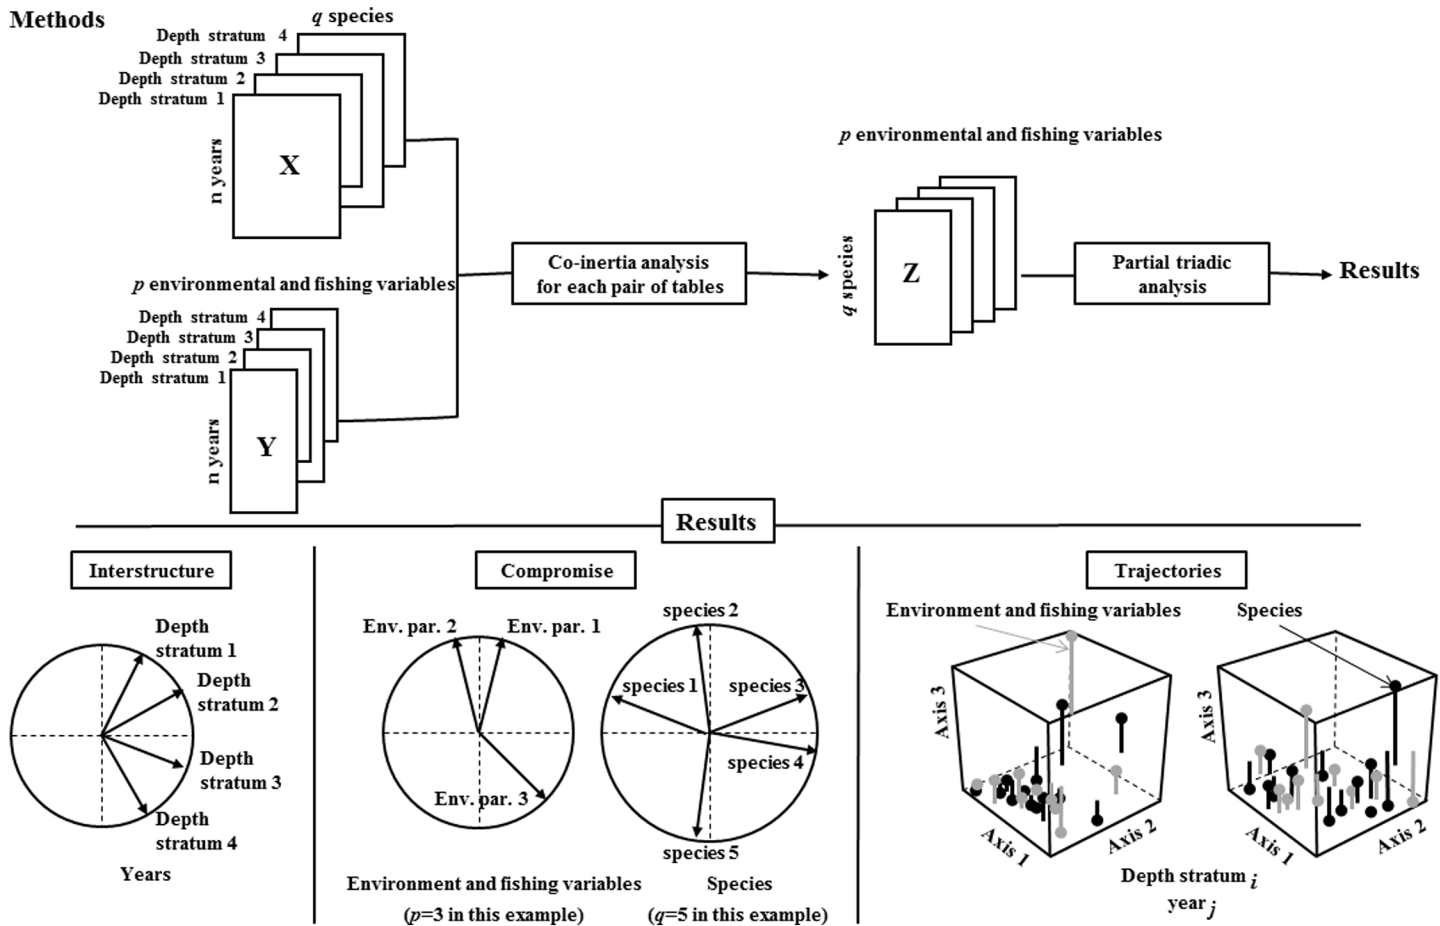 Methods
q species
Depth stratum 4
Depth stratum 3
Depth stratum 2
Depth stratum 1
n years
X
p environmental and fishing variables
Depth stratum 4
Depth stratum 3
Depth stratum 2
Depth stratum 1
n years
Y
Co-inertia analysis
for each pair of tables
p environmental and fishing variables
q species
Z
Partial triadic
analysis
Results
Results
Interstructure
Depth
stratum 1
Depth
stratum 2
Depth
stratum 3
Depth
stratum 4
Years
Compromise
Env. par. 2
Env. par. 1
Env. par. 3
Environment and fishing variables
(p=3 in this example)
species 2
species 1
species 3
species 4
species 5
Species
(q=5 in this example)
Trajectories
Environment and fishing variables
Species
Axis 3
Axis 1
Axis 2
Axis 3
Axis 1
Axis 2
Depth stratum i
year j